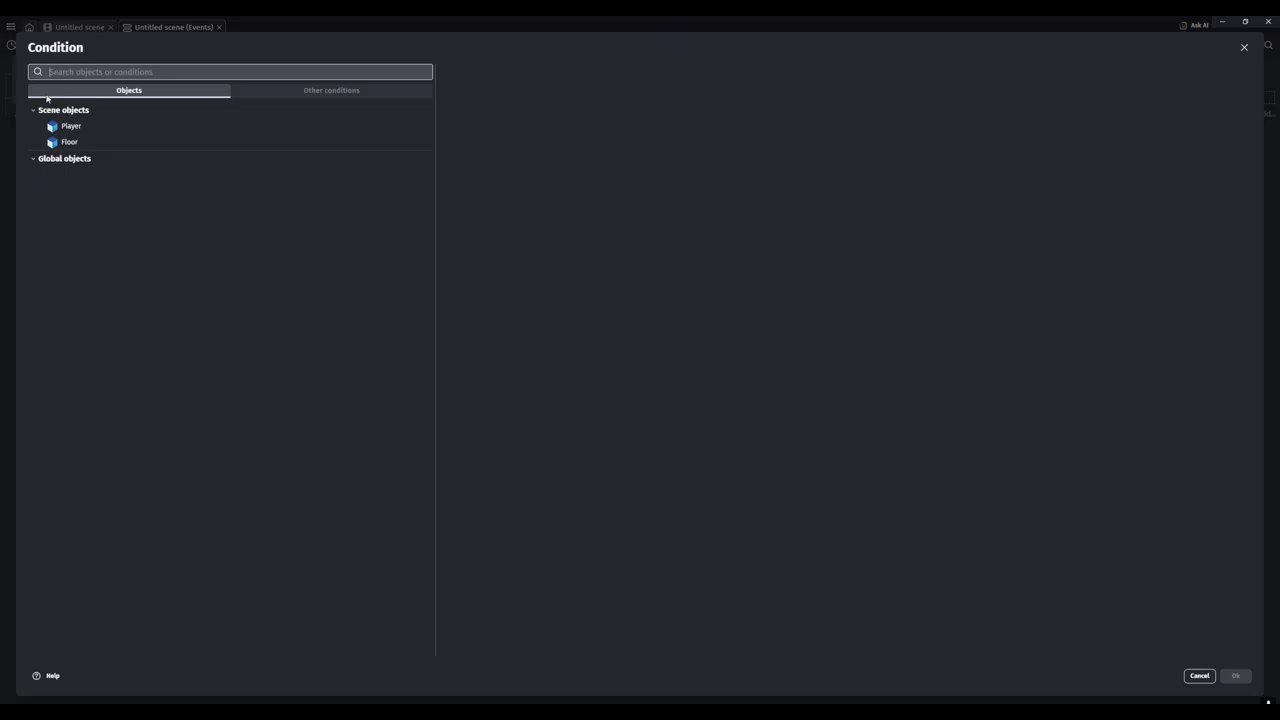 Untitled scene
Untitled scene (Events)
Ask AI
Condition
Search objects or conditions
Objects
Other conditions
Scene objects
Player
Floor
Global objects
Help
Cancel
Ok